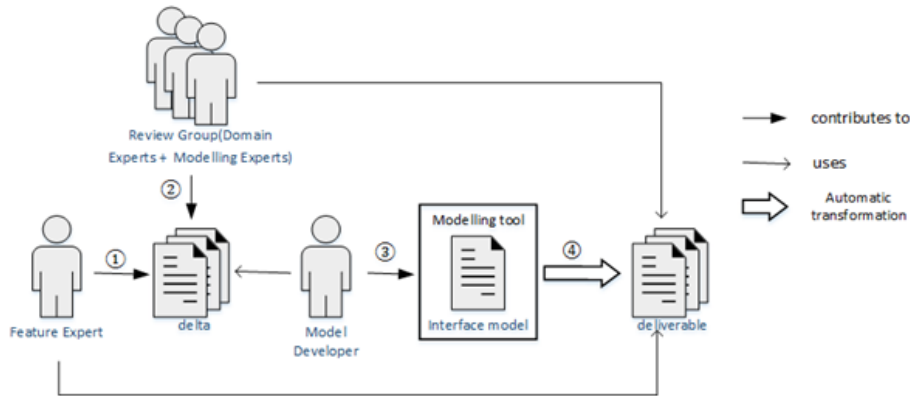 Review Group(Domain
Experts + Modelling Experts)
contributes to
uses
Automatic
transformation
②
①
③
④
Modelling tool
Interface model
Feature Expert
delta
Model
Developer
deliverable